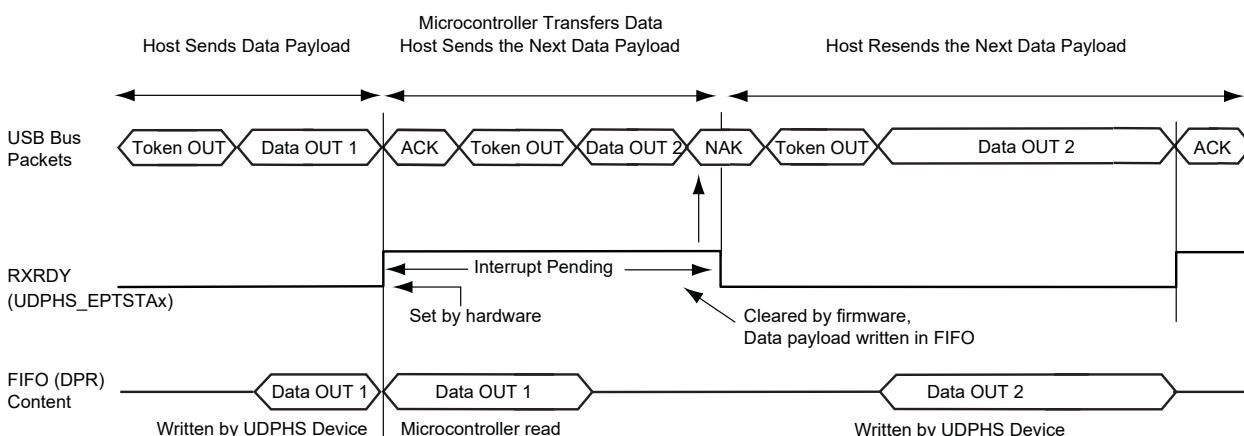 Microcontroller Transfers Data
Host Sends Data Payload
Host Sends the Next Data Payload
Host Resends the Next Data Payload
USB Bus
Packets
Token OUT
Data OUT 1
ACK
Token OUT
Data OUT 2
NAK
Token OUT
Data OUT 2
ACK
RXRDY
(UDPHS_EPTSTAx)
Interrupt Pending
Set by hardware
Cleared by firmware,
Data payload written in FIFO
FIFO (DPR)
Content
Data OUT 1
Data OUT 1
Data OUT 2
Written by UDPHS Device
Microcontroller read
Written by UDPHS Device